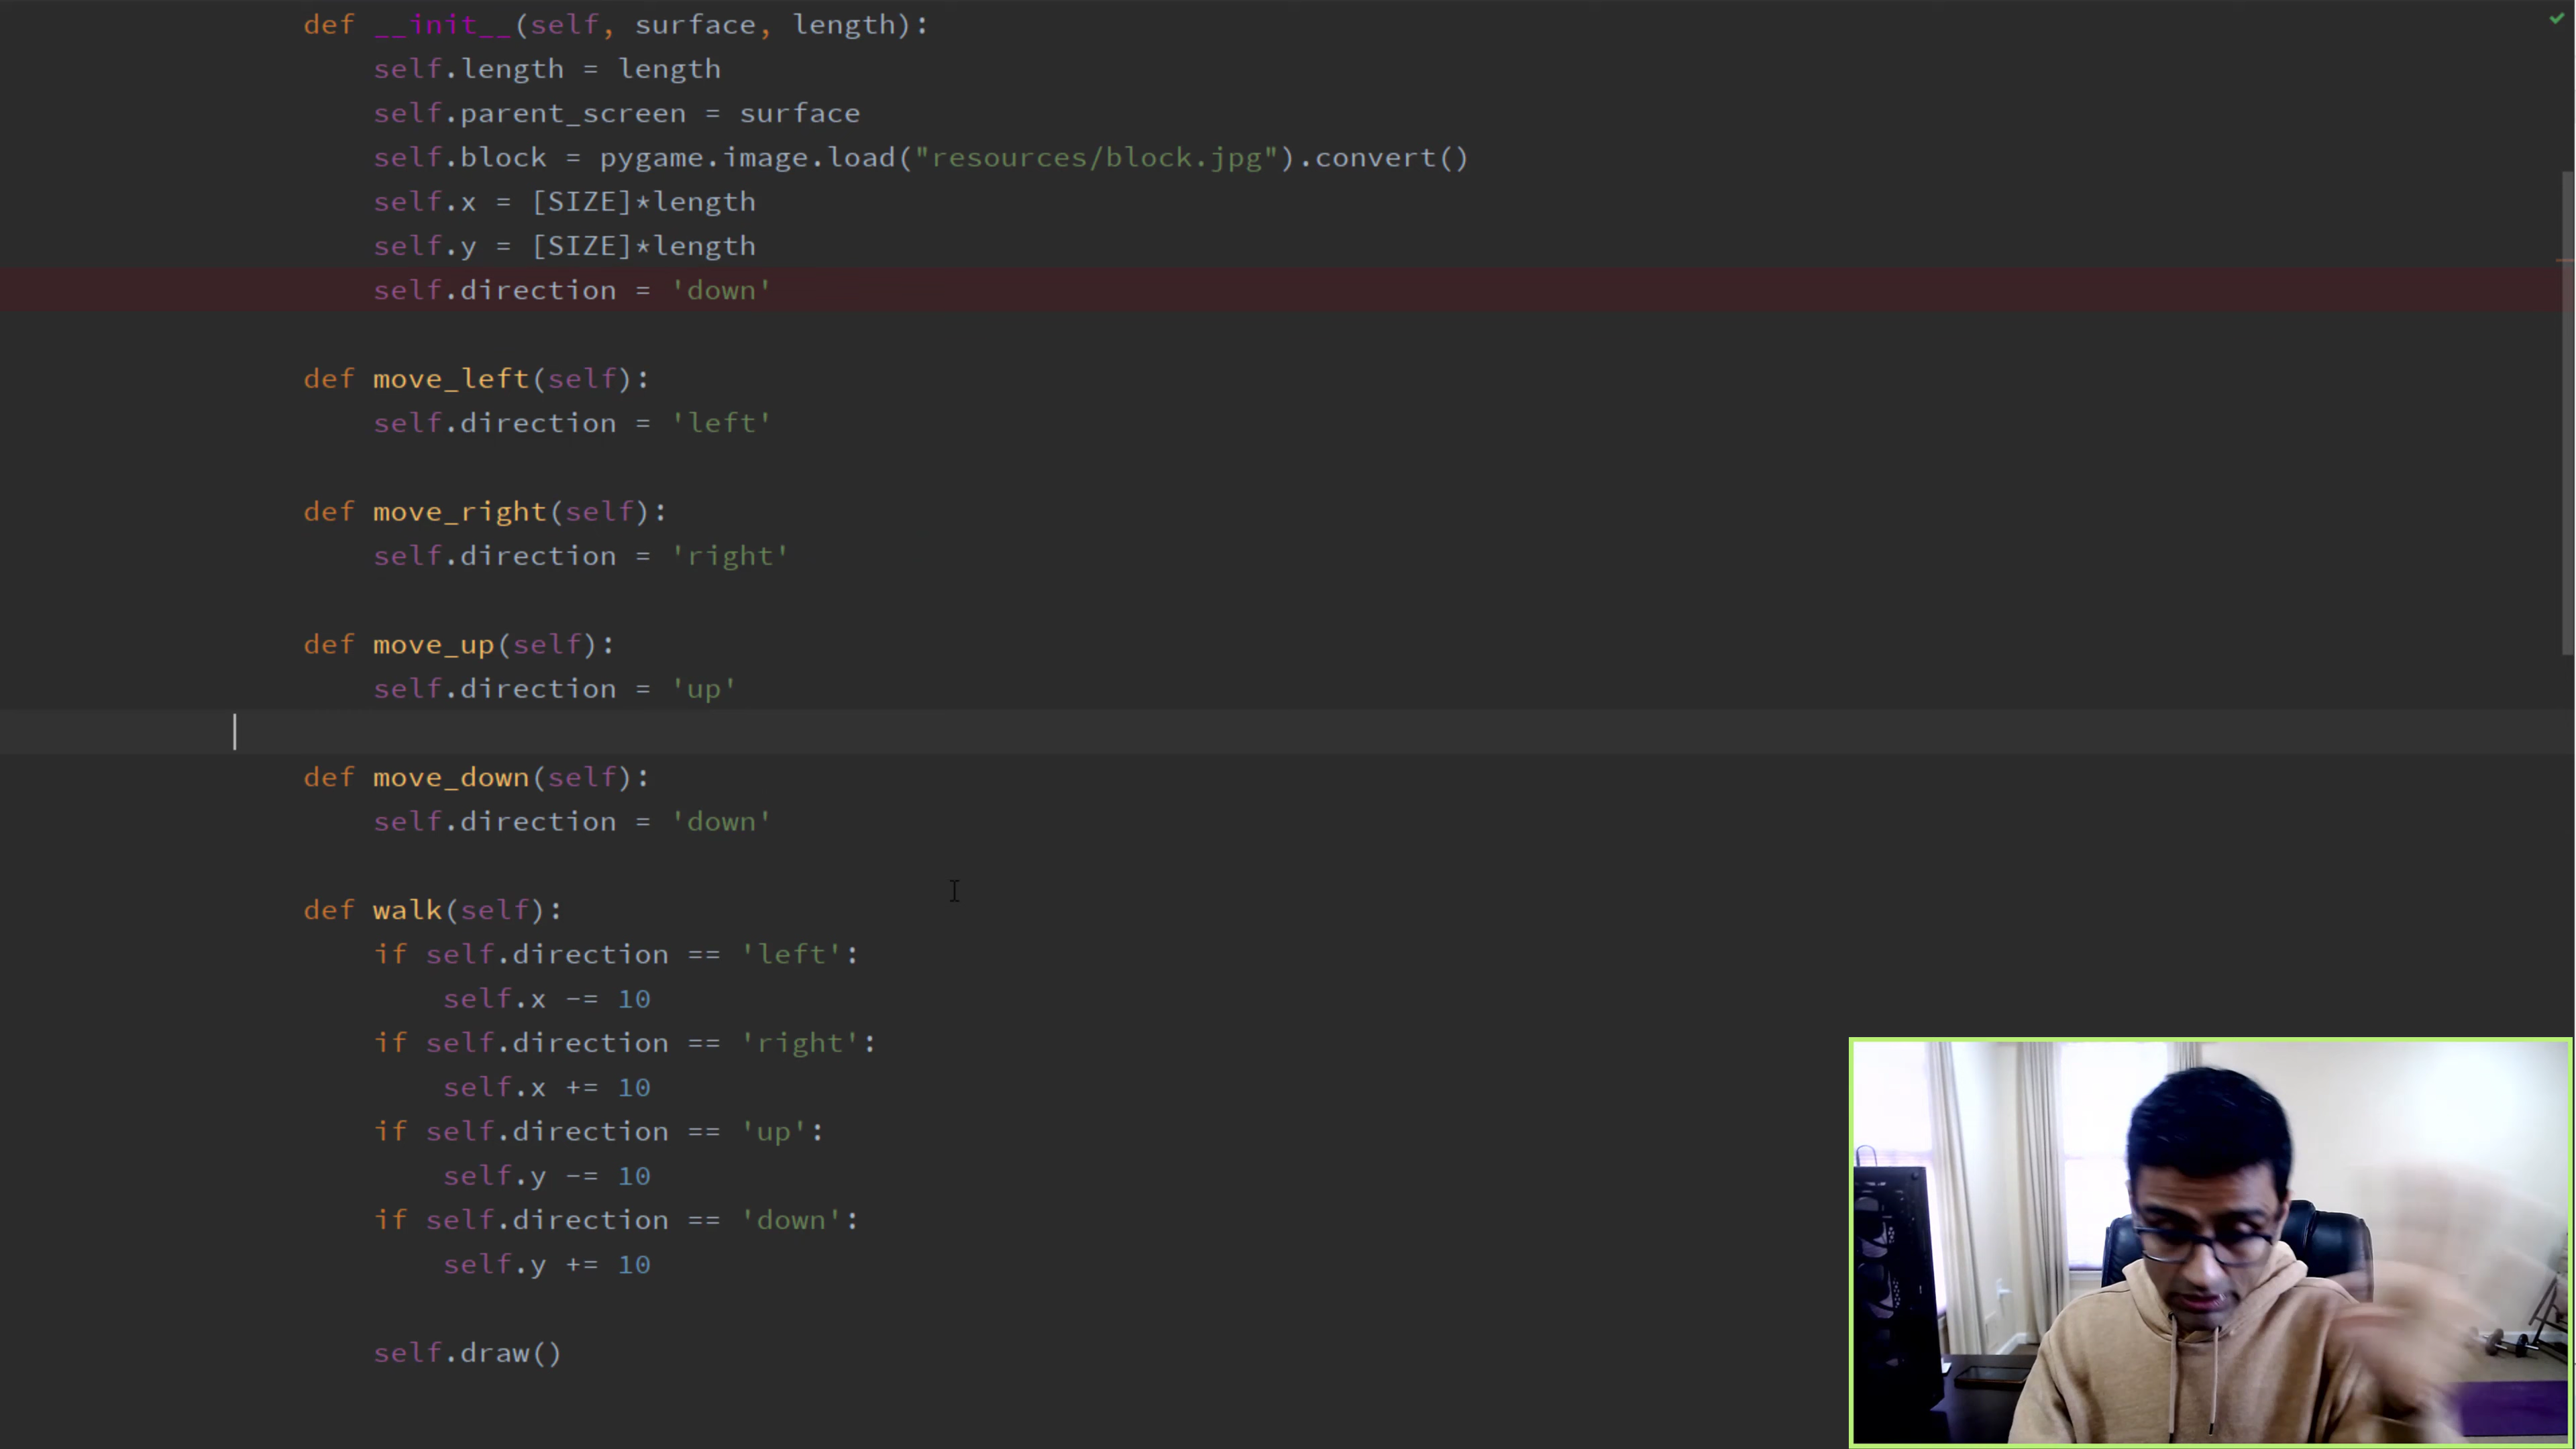 def __init__(self, surface, length):
self.length = length
self.parent_screen = surface
self.block = pygame.image.load("resources/block.jpg").convert()
self.x = [SIZE]*length
self.y = [SIZE]*length
self.direction = 'down'
def move_left(self):
self.direction = 'left'
def move_right(self):
self.direction = 'right'
def move_up(self):
self.direction = 'up'
def move_down(self):
self.direction = 'down'
def walk(self):
if self.direction == 'left':
self.x -= 10
if self.direction == 'right':
self.x += 10
if self.direction == 'up':
self.y -= 10
if self.direction == 'down':
self.y += 10
self.draw()